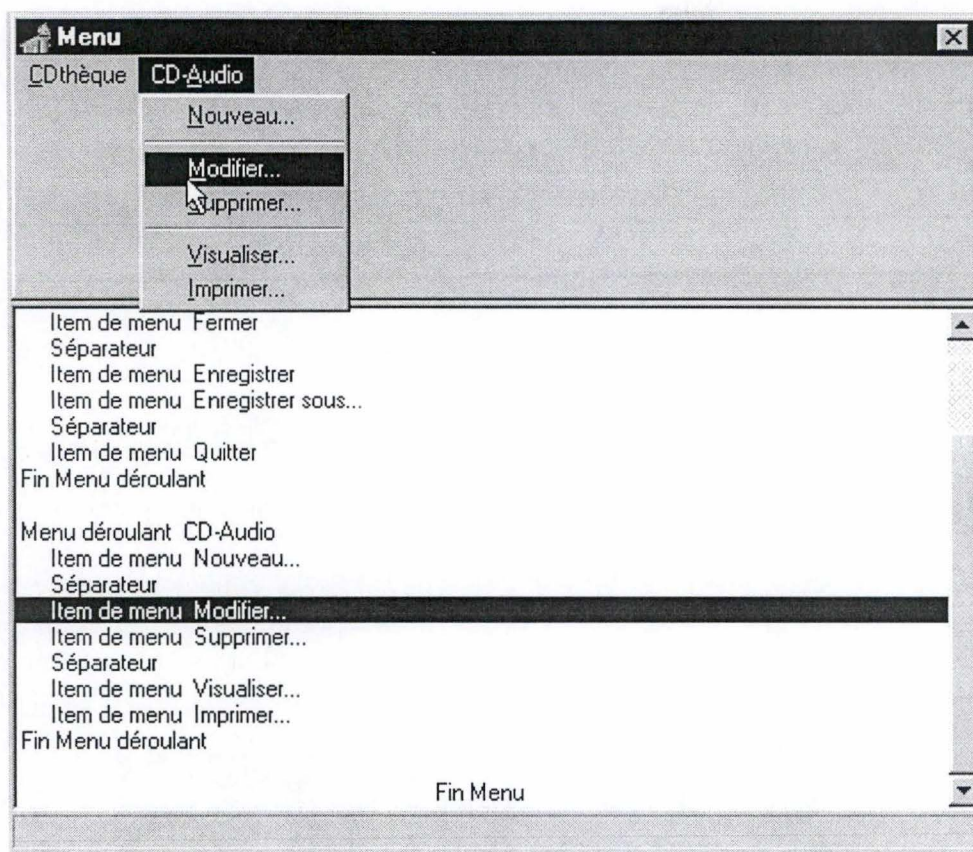 Menu
CDthèque CD-Audio
Nouveau...
Modifier...
Supprimer...
Visualiser...
Imprimer...
Item de menu Fermer
Séparateur
Item de menu Enregistrer
Item de menu Enregistrer sous...
Séparateur
Item de menu Quitter
Fin Menu déroulant
Menu déroulant CD-Audio
Item de menu Nouveau...
Séparateur
Item de menu Modifier...
Item de menu Supprimer...
Séparateur
Item de menu Visualiser...
Item de menu Imprimer...
Fin Menu déroulant
Fin Menu